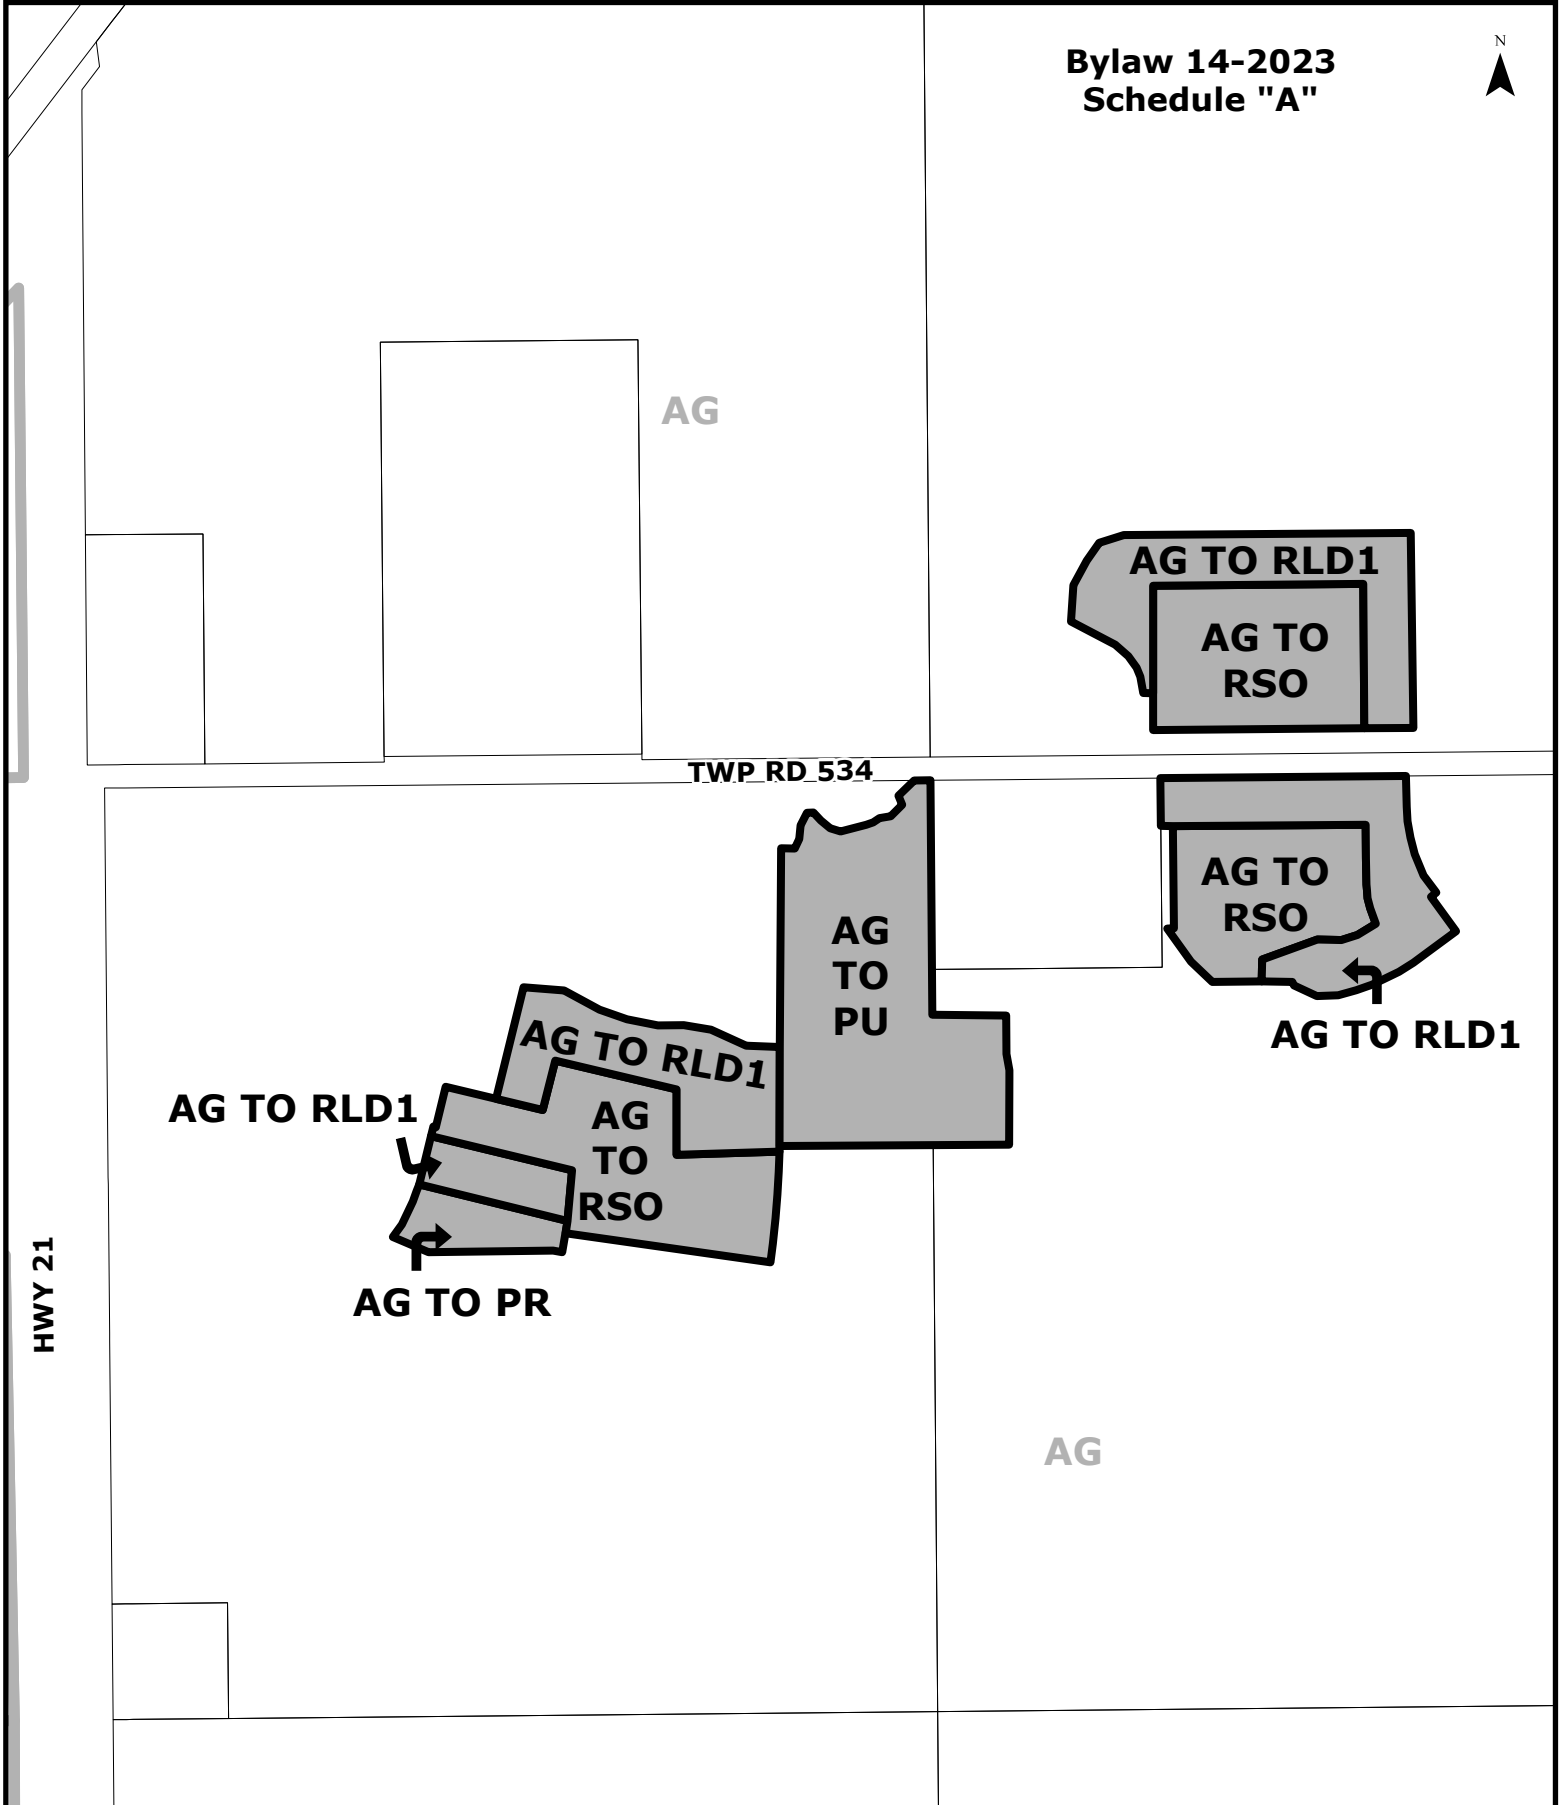 Bylaw 14-2023
Schedule "A"
N
AG
AG TO RLD1
AG TO
RSO
TWP RD 534
AG TO
RSO
AG
TO
PU
AG TO RLD1
AG TO RLD1
AG TO RLD1
AG
TO
RSO
HWY 21
AG TO PR
AG